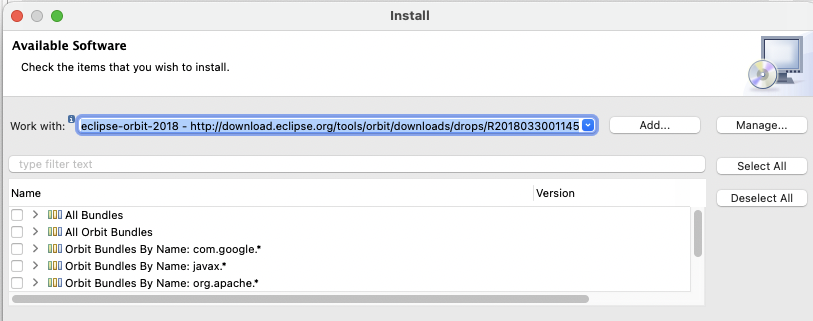 Install
Available Software
Check the items that you wish to install.
Work with: eclipse-orbit-2018 - http://download.eclipse.org/tools/orbit/downloads/drops/R2018033001145 Add... Manage...
type filter text Select All
Deselect All
Name Version
All Bundles
All Orbit Bundles
Orbit Bundles By Name: com.google.*
Orbit Bundles By Name: javax.*
Orbit Bundles By Name: org.apache.*